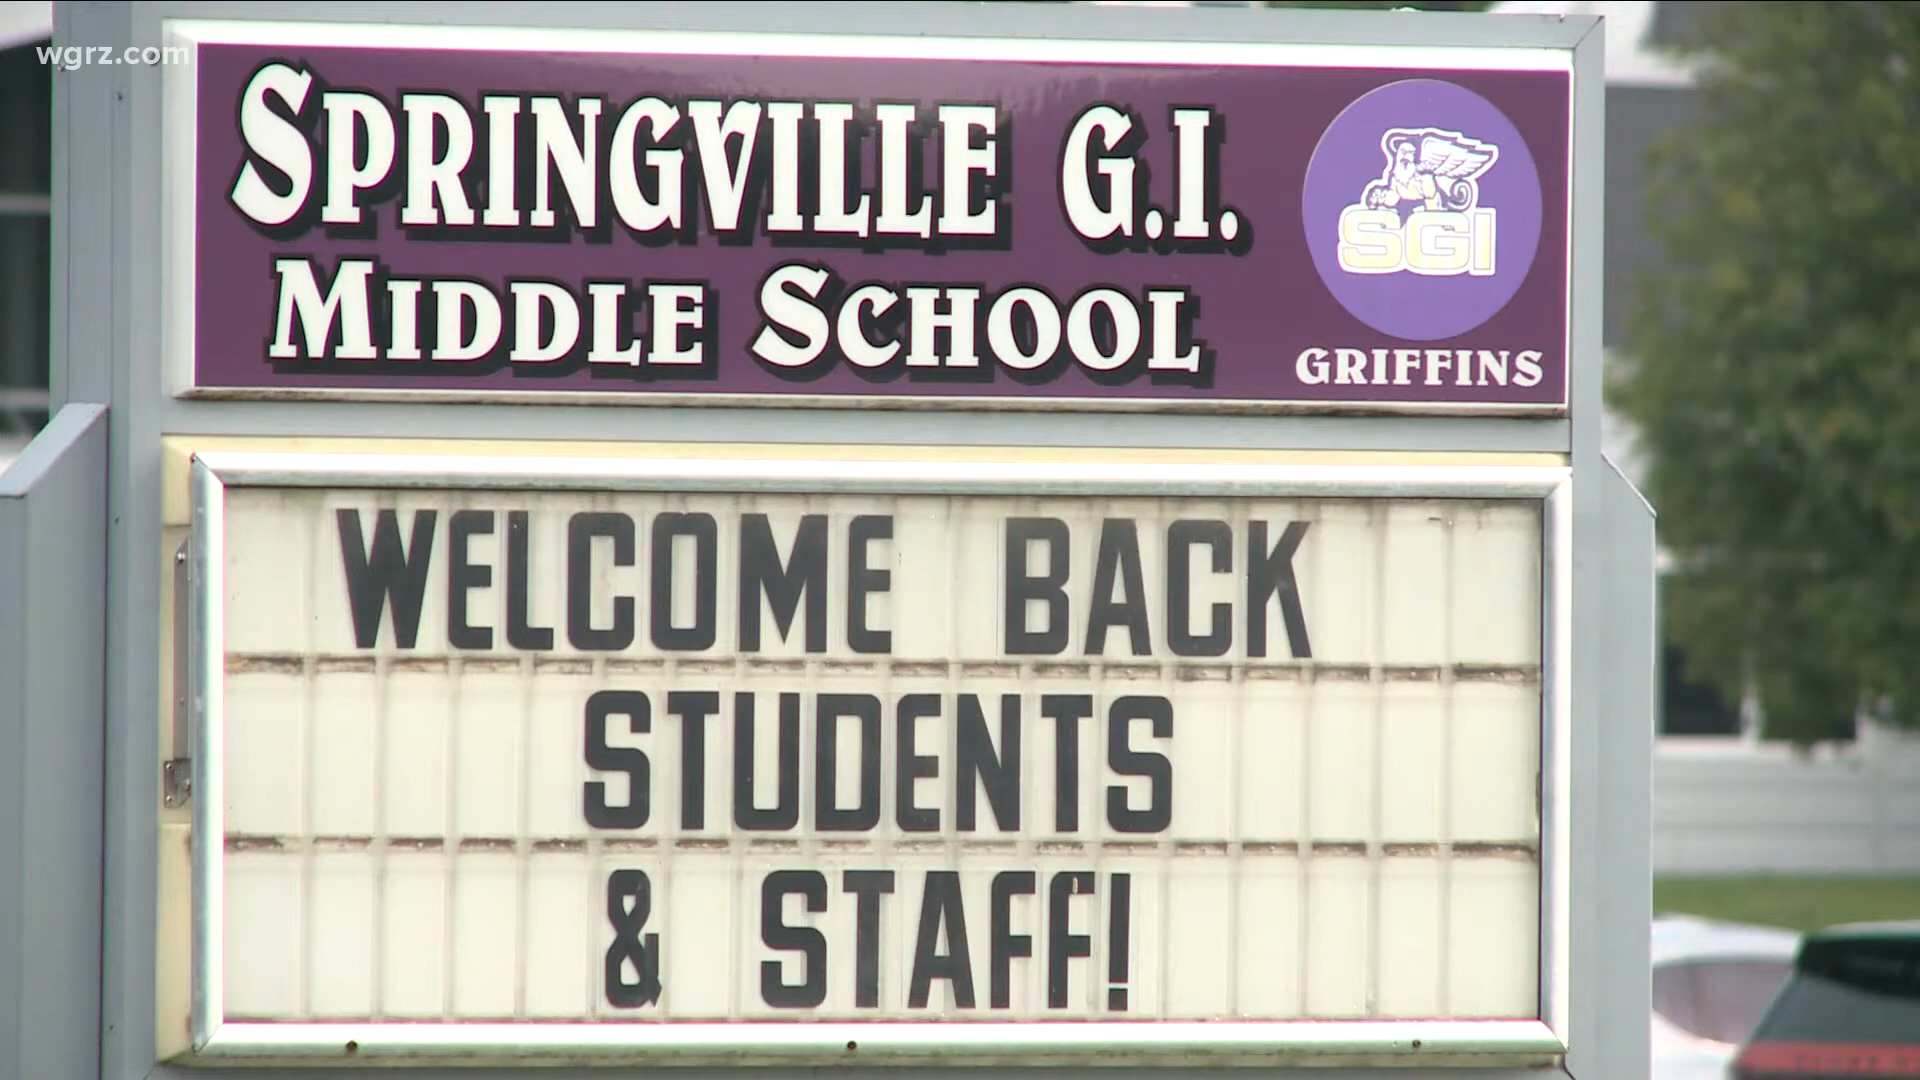 wgrz.com
SPRINGVILLE G.I.
MIDDLE SCHOOL
SGI
GRIFFINS
WELCOME BACK
STUDENTS
& STAFF!